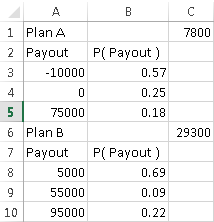 A B C
1 Plan A 7800
2 Payout P( Payout )
3 -10000 0.57
4 0 0.25
5 75000 0.18
6 Plan B 29300
7 Payout P( Payout )
8 5000 0.69
9 55000 0.09
10 95000 0.22